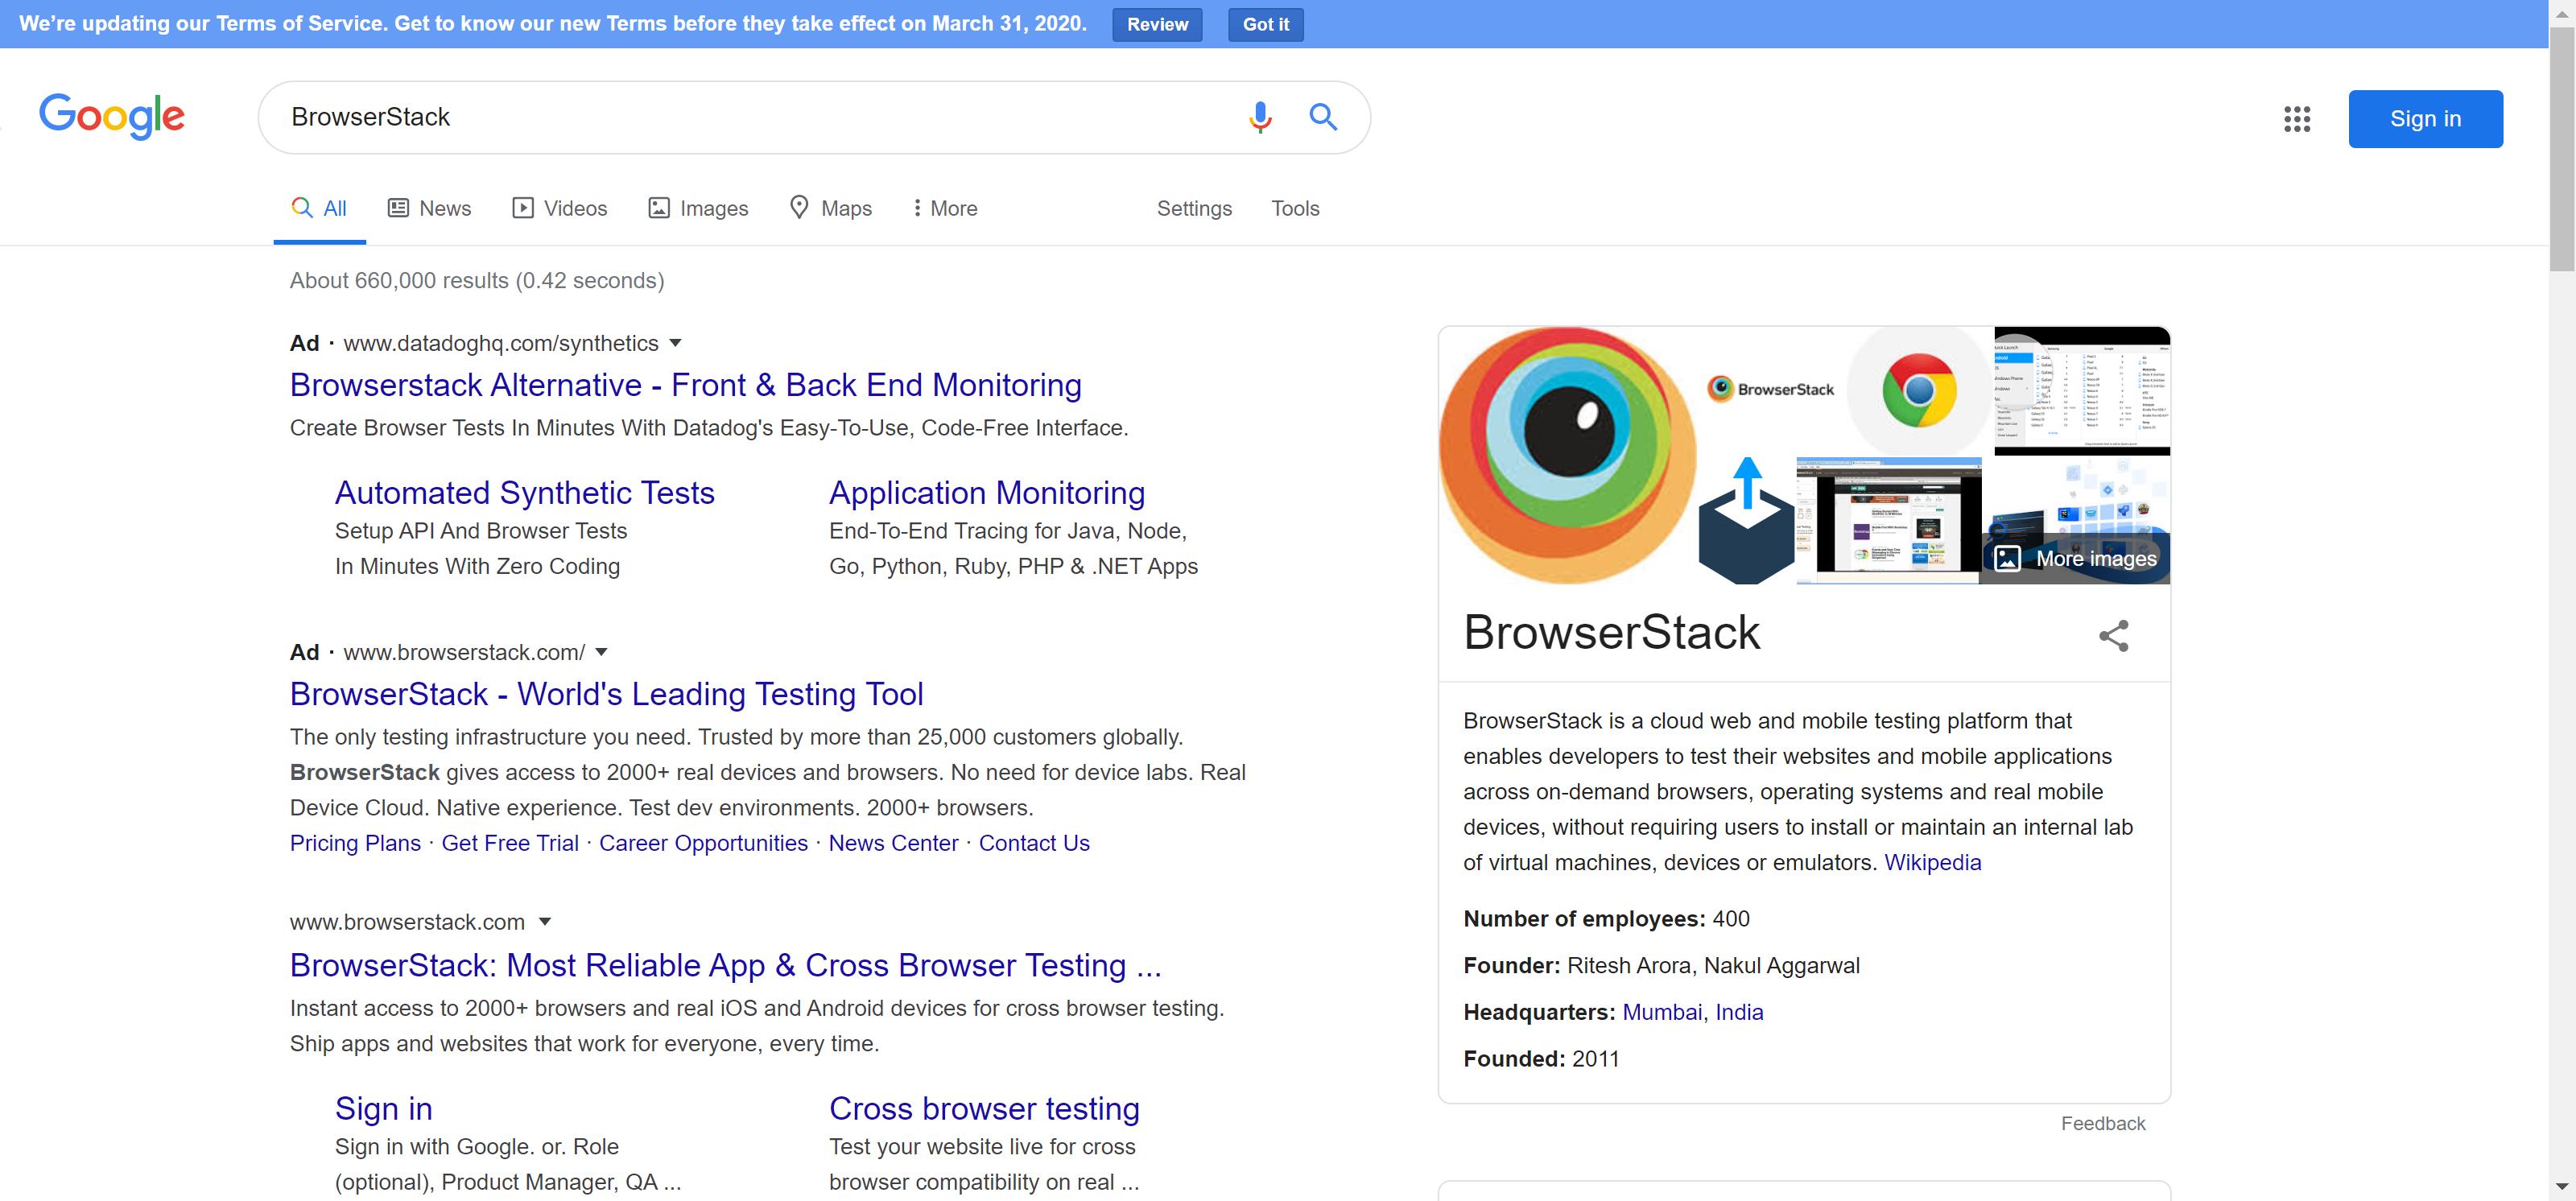 We’re updating our Terms of Service. Get to know our new Terms before they take effect on March 31, 2020. Review Got it
Google
BrowserStack
Sign in
All News Videos Images Maps More Settings Tools
About 660,000 results (0.42 seconds)
Ad · www.datadoghq.com/synthetics
Browserstack Alternative - Front & Back End Monitoring
Create Browser Tests In Minutes With Datadog's Easy-To-Use, Code-Free Interface.
Automated Synthetic Tests
Setup API And Browser Tests
In Minutes With Zero Coding
Application Monitoring
End-To-End Tracing for Java, Node,
Go, Python, Ruby, PHP & .NET Apps
Ad · www.browserstack.com/
BrowserStack - World's Leading Testing Tool
The only testing infrastructure you need. Trusted by more than 25,000 customers globally.
BrowserStack gives access to 2000+ real devices and browsers. No need for device labs. Real
Device Cloud. Native experience. Test dev environments. 2000+ browsers.
Pricing Plans · Get Free Trial · Career Opportunities · News Center · Contact Us
www.browserstack.com
BrowserStack: Most Reliable App & Cross Browser Testing ...
Instant access to 2000+ browsers and real iOS and Android devices for cross browser testing.
Ship apps and websites that work for everyone, every time.
Sign in
Sign in with Google. or. Role
(optional), Product Manager, QA ...
Cross browser testing
Test your website live for cross
browser compatibility on real ...
BrowserStack
More images
BrowserStack
BrowserStack is a cloud web and mobile testing platform that
enables developers to test their websites and mobile applications
across on-demand browsers, operating systems and real mobile
devices, without requiring users to install or maintain an internal lab
of virtual machines, devices or emulators. Wikipedia
Number of employees: 400
Founder: Ritesh Arora, Nakul Aggarwal
Headquarters: Mumbai, India
Founded: 2011
Feedback